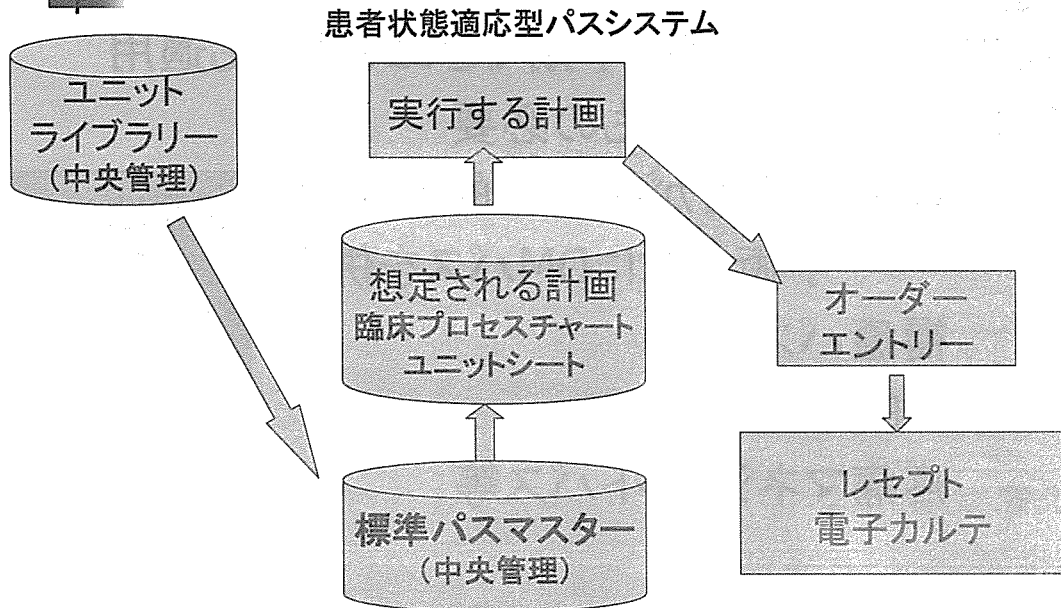 患者状態適応型パスシステム
ユニット
ライブラリー
(中央管理)
実行する計画
想定される計画
臨床プロセスチャート
ユニットシート
オーダー
エントリー
標準パスマスター
(中央管理)
レセプト
電子カルテ